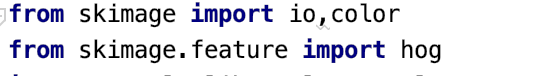 from skimage import io,color
from skimage.feature import hog